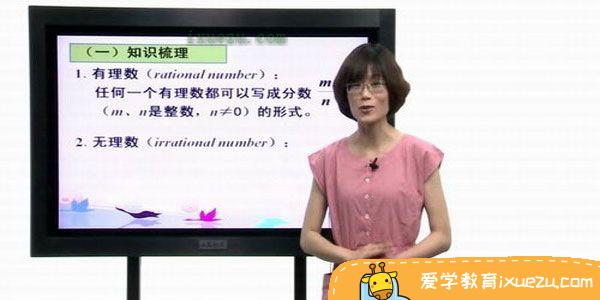 ixuezu.com
（一）知识梳理
1. 有理数（rational number）：
任何一个有理数都可以写成分数 m/n
（m、n是整数，n≠0）的形式。
2. 无理数（irrational number）：
爱学教育ixuezu.com